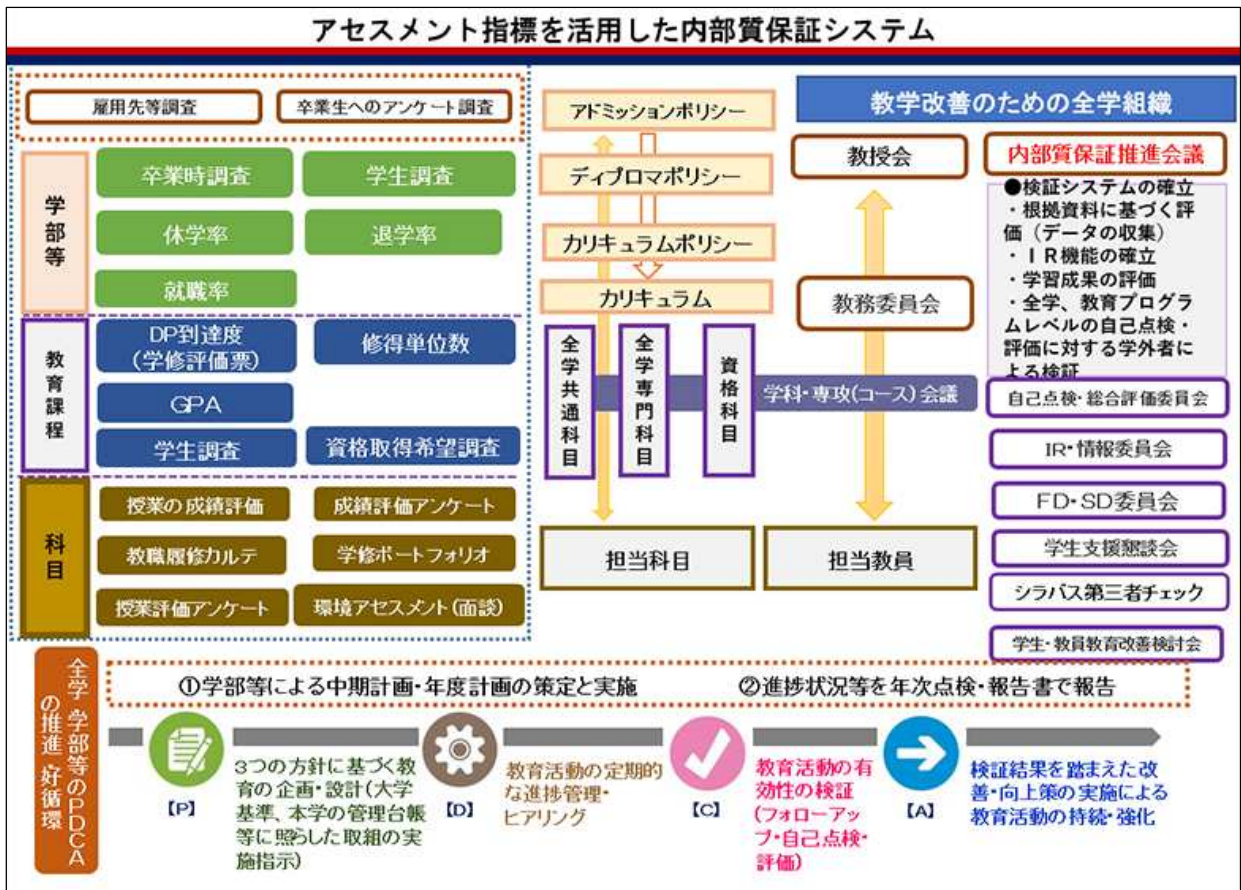 アセスメント指標を活用した内部質保証システム
雇用先等調査
卒業生へのアンケート調査
学部等
卒業時調査
学生調査
休学率
退学率
就職率
教育課程
DP到達度
(学修評価票)
修得単位数
GPA
学生調査
資格取得希望調査
科目
授業の成績評価
成績評価アンケート
教職履修カルテ
学修ポートフォリオ
授業評価アンケート
環境アセスメント(面談)
アドミッションポリシー
ディプロマポリシー
カリキュラムポリシー
カリキュラム
全学共通科目
全学専門科目
資格科目
学科・専攻(コース)会議
担当科目
教学改善のための全学組織
教授会
教務委員会
担当教員
内部質保証推進会議
●検証システムの確立
・根拠資料に基づく評
価(データの収集)
・IR機能の確立
・学習成果の評価
・全学、教育プログラ
ムレベルの自己点検・
評価に対する学外者に
よる検証
自己点検・総合評価委員会
IR・情報委員会
FD・SD委員会
学生支援懇談会
シラバス第三者チェック
学生・教員教育改善検討会
全学・学部等のPDCA
の推進・好循環
①学部等による中期計画・年度計画の策定と実施
②進捗状況等を年次点検・報告書で報告
【P】
3つの方針に基づく教
育の企画・設計(大学
基準、本学の管理台帳
等に照らした取組の実
施指示)
【D】
教育活動の定期的
な進捗管理・
ヒアリング
【C】
教育活動の有
効性の検証
(フォローアッ
プ・自己点検・
評価)
【A】
検証結果を踏まえた改
善・向上策の実施による
教育活動の持続・強化